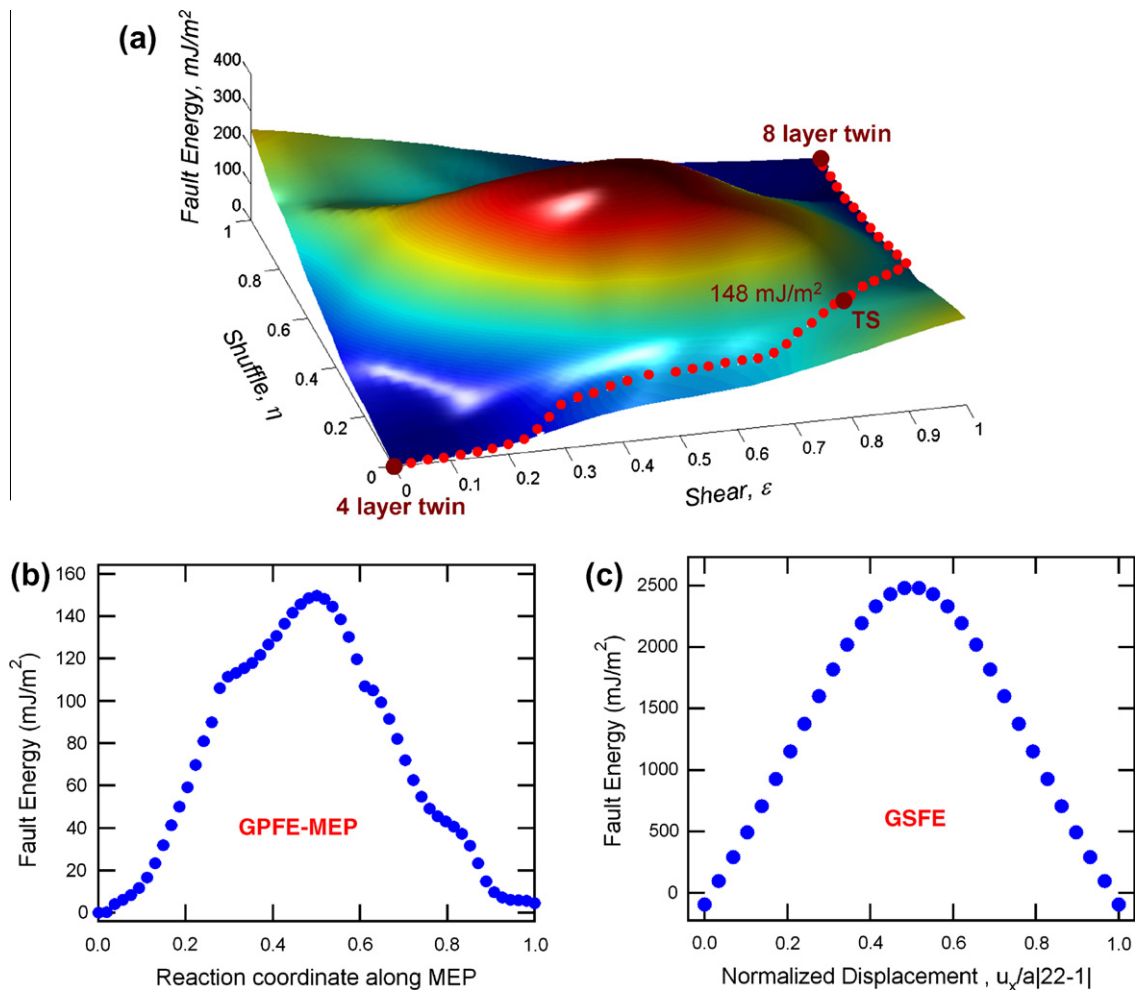 (a)
Fault Energy, mJ/m²
400
300
200
100
0
1
0.8
0.6
0.4
0.2
0
Shuffle, η
8 layer twin
148 mJ/m²
TS
4 layer twin
0
0.1
0.2
0.3
0.4
0.5
0.6
0.7
0.8
0.9
1
Shear, ε
(b)
Fault Energy (mJ/m²)
160
140
120
100
80
60
40
20
0
GPFE-MEP
0.0 0.2 0.4 0.6 0.8 1.0
Reaction coordinate along MEP
(c)
Fault Energy (mJ/m²)
2500
2000
1500
1000
500
0
GSFE
0.0 0.2 0.4 0.6 0.8 1.0
Normalized Displacement , uₓ/a|22-1|